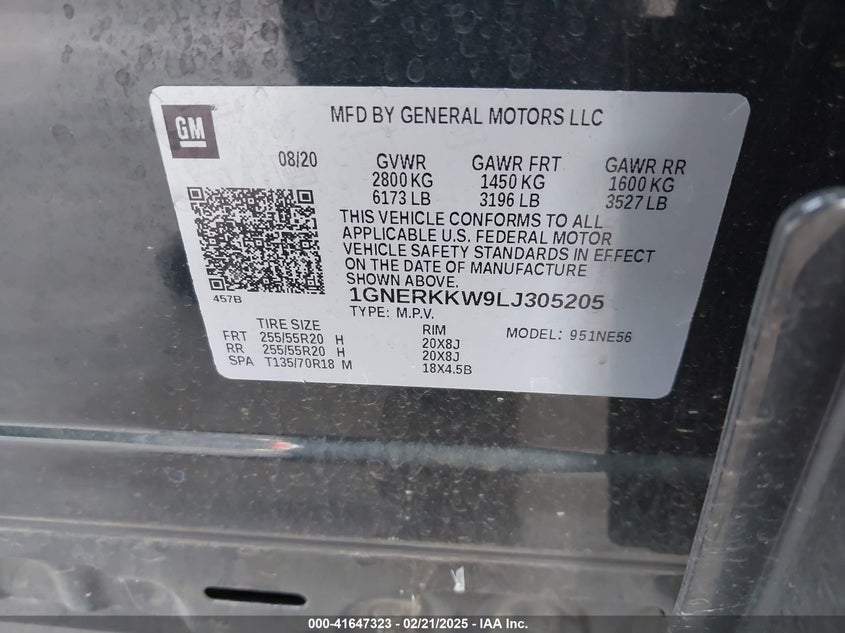 GM
MFD BY GENERAL MOTORS LLC
08/20 GVWR GAWR FRT GAWR RR
2800 KG 1450 KG 1600 KG
6173 LB 3196 LB 3527 LB
THIS VEHICLE CONFORMS TO ALL
APPLICABLE U.S. FEDERAL MOTOR
VEHICLE SAFETY STANDARDS IN EFFECT
ON THE DATE OF MANUFACTURE
SHOWN ABOVE.
457B
1GNERKKW9LJ305205
TYPE: M.P.V.
TIRE SIZE RIM MODEL: 951NE56
FRT 255/55R20 H 20X8J
RR 255/55R20 H 20X8J
SPA T135/70R18 M 18X4.5B
000-41647323 — 02/21/2025 — IAA Inc.